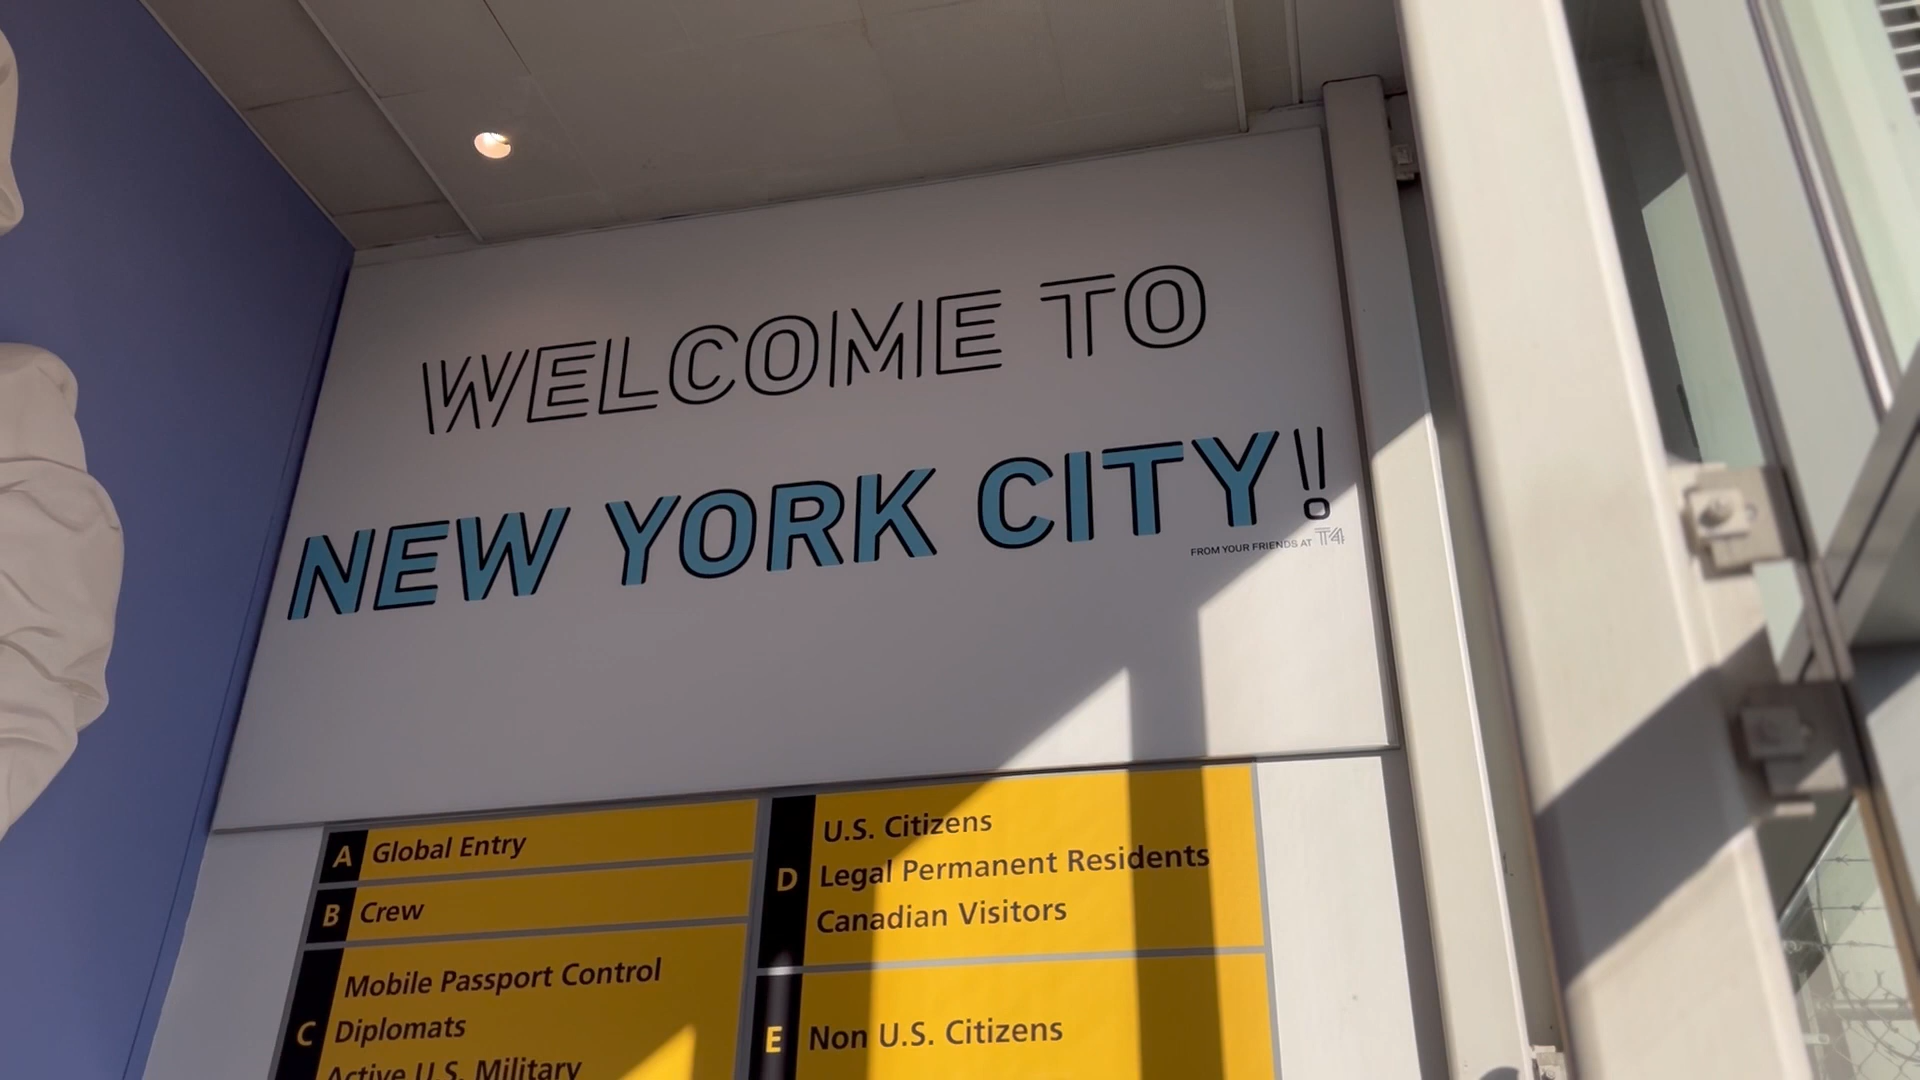 WELCOME TO
NEW YORK CITY!
FROM YOUR FRIENDS AT T4
A Global Entry
B Crew
C Mobile Passport Control
Diplomats
Active U.S. Military
D U.S. Citizens
Legal Permanent Residents
Canadian Visitors
E Non U.S. Citizens